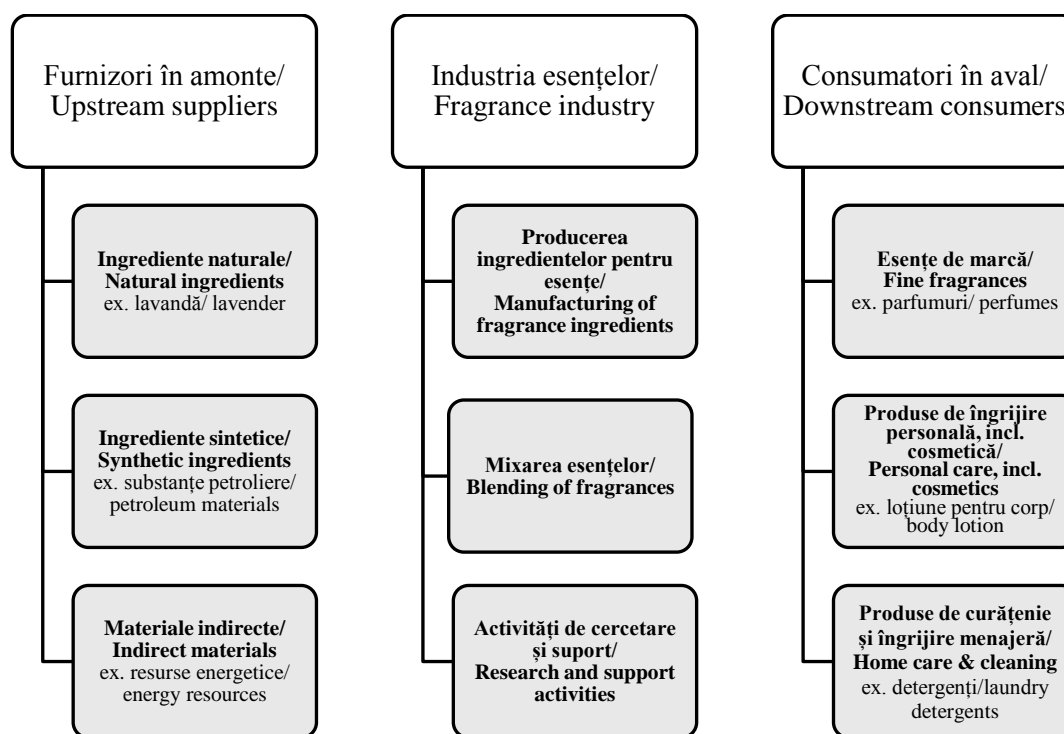 Furnizori în amonte/
Upstream suppliers
Ingrediente naturale/
Natural ingredients
ex. lavandă/ lavender
Ingrediente sintetice/
Synthetic ingredients
ex. substanțe petroliere/
petroleum materials
Materiale indirecte/
Indirect materials
ex. resurse energetice/
energy resources
Industria esențelor/
Fragrance industry
Producerea
ingredientelor pentru
esențe/
Manufacturing of
fragrance ingredients
Mixarea esențelor/
Blending of fragrances
Activități de cercetare
și suport/
Research and support
activities
Consumatori în aval/
Downstream consumers
Esențe de marcă/
Fine fragrances
ex. parfumuri/ perfumes
Produse de îngrijire
personală, incl.
cosmetică/
Personal care, incl.
cosmetics
ex. loțiune pentru corp/
body lotion
Produse de curățenie
și îngrijire menajeră/
Home care & cleaning
ex. detergenți/laundry
detergents